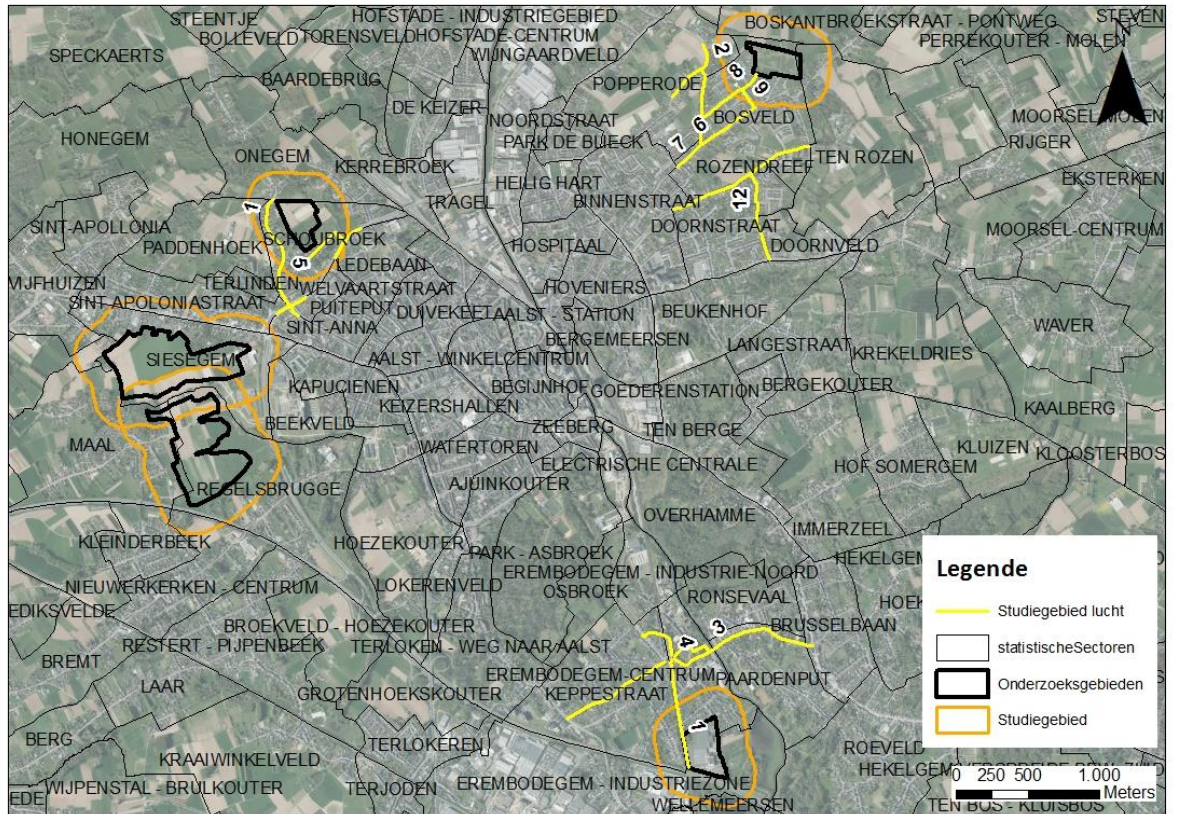 STEENTJE
HOFSTADE - INDUSTRIEGEBIED
BOSKANTBROEKSTRAAT - PONTWEG
STEVEN
BOLLEVELD
TORENSVELD
HOFSTADE-CENTRUM
PERREKOUTER - MOLEN
SPECKAERTS
WIJNGAARDVELD
N
BAARDEBRUG
POPPERODE
2
8
9
DE KEIZER
NOORDSTRAAT
6
BOSVELD
MOORSEL-MOLEN
HONEGEM
ONEGEM
PARK DE BLIECK
7
RIJGER
KERREBROEK
ROZENDREEF
TEN ROZEN
HEILIG HART
EKSTERKEN
1
TRAGEL
BINNENSTRAAT
12
SINT-APOLLONIA
SCHOUBROEK
DOORNSTRAAT
MOORSEL-CENTRUM
PADDENHOEK
HOSPITAAL
DOORNVELD
5
LEDEBAAN
VIJFHUIZEN
TERLINDEN
WELVAARTSTRAAT
HOVENIERS
SINT-APOLONIASTRAAT
PUITEPUT
DUIVEKEET
AALST - STATION
BEUKENHOF
SINT-ANNA
WAVER
BERGEMEERSEN
LANGESTRAAT
KREKELDRIES
SIESEGEM
AALST - WINKELCENTRUM
KAPUCIENEN
BEGIJNHOF
GOEDERENSTATION
BERGEKOUTER
KEIZERSHALLEN
KAALBERG
BEEKVELD
ZEEBERG
TEN BERGE
MAAL
WATERTOREN
KLUIZEN
KLOOSTERBOS
ELECTRISCHE CENTRALE
HOF SOMERGEM
REGELSBRUGGE
AJUINKOUTER
OVERHAMME
IMMERZEEL
KLEINDERBEEK
HOEZEKOUTER
PARK - ASBROEK
HEKELGEM
NIEUWERKERKEN - CENTRUM
LOKERENVELD
EREMBODEGEM - INDUSTRIE-NOORD
OSBROEK
RONSEVAAL
HOEK
EDIKSVELDE
BROEKVELD - HOEZEKOUTER
3
BRUSSELBAAN
RESTERT - PIJPENBEEK
TERLOKEN - WEG NAAR AALST
4
BREMT
EREMBODEGEM-CENTRUM
PAARDENPUT
LAAR
GROTENHOEKSKOUTER
KEPPESTRAAT
1
BERG
TERLOKEREN
ROEVELD
KRAAIWINKELVELD
HEKELGEM
EREMBODEGEM - INDUSTRIEZONE
EDE
WIJPENSTAL - BRULKOUTER
TERJODEN
WELLEMEERSEN
TEN BOS - KLUISBOS
Legende
Studiegebied lucht
statistischeSectoren
Onderzoeksgebieden
Studiegebied
0 250 500 1.000
Meters